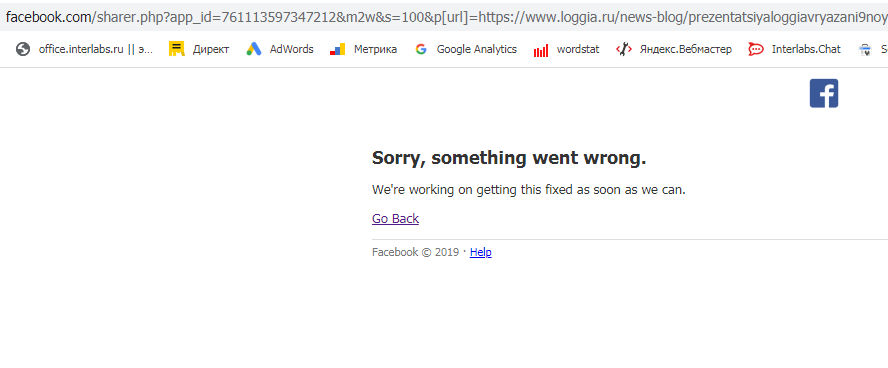 facebook.com/sharer.php?app_id=761113597347212&m2w&s=100&p[url]=https://www.loggia.ru/news-blog/prezentatsiyaloggiavryazani9noy
office.interlabs.ru || э... Директ AdWords Метрика Google Analytics wordstat Яндекс.Вебмастер Interlabs.Chat S
Sorry, something went wrong.
We're working on getting this fixed as soon as we can.
Go Back
Facebook © 2019 · Help